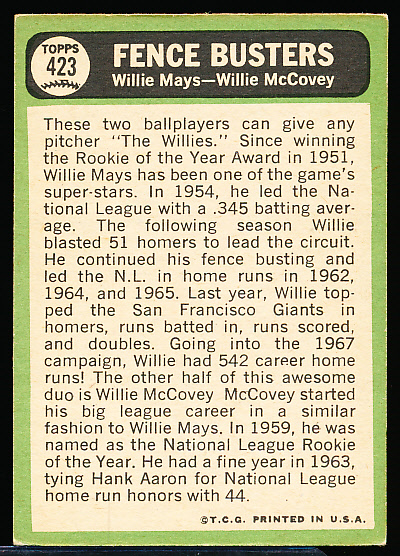 TOPPS
423
FENCE BUSTERS
Willie Mays—Willie McCovey
These two ballplayers can give any
pitcher "The Willies." Since winning
the Rookie of the Year Award in 1951,
Willie Mays has been one of the game's
super-stars. In 1954, he led the Na-
tional League with a .345 batting aver-
age. The following season Willie
blasted 51 homers to lead the circuit.
He continued his fence busting and
led the N.L. in home runs in 1962,
1964, and 1965. Last year, Willie top-
ped the San Francisco Giants in
homers, runs batted in, runs scored,
and doubles. Going into the 1967
campaign, Willie had 542 career home
runs! The other half of this awesome
duo is Willie McCovey McCovey started
his big league career in a similar
fashion to Willie Mays. In 1959, he was
named as the National League Rookie
of the Year. He had a fine year in 1963,
tying Hank Aaron for National League
home run honors with 44.
©T.C.G. PRINTED IN U.S.A.